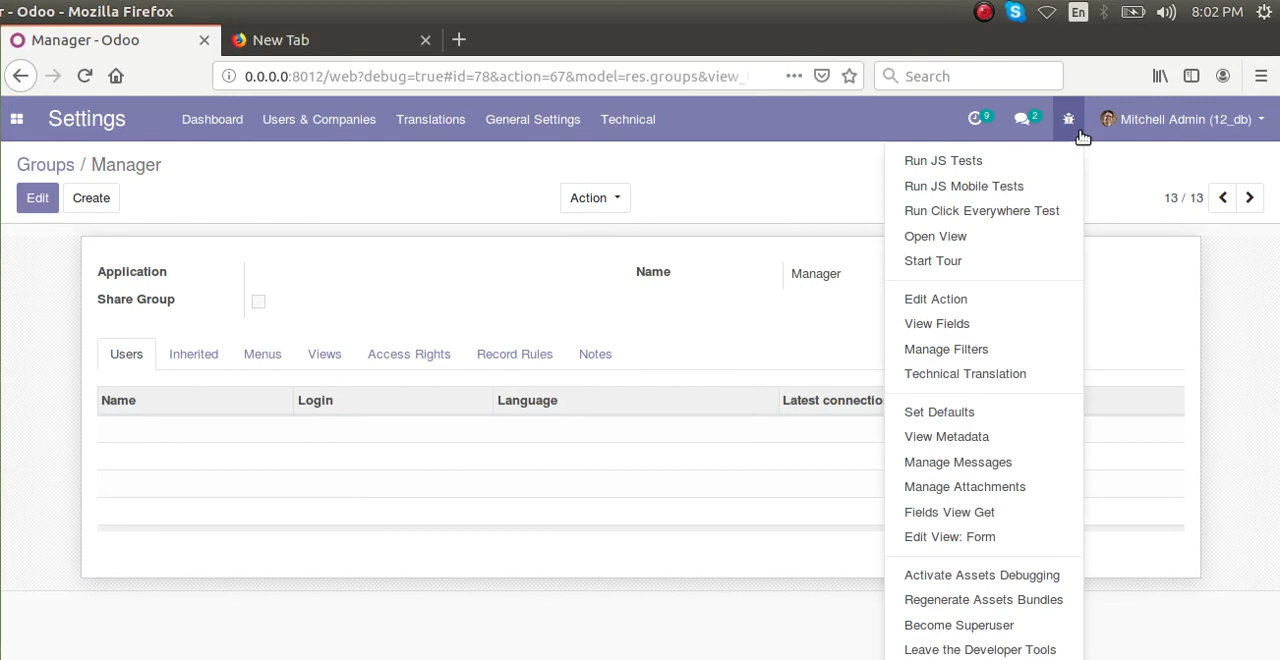 r - Odoo - Mozilla Firefox
En
8:02 PM
Manager - Odoo
New Tab
0.0.0.0:8012/web?debug=true#id=78&action=67&model=res.groups&view_
Search
Settings
Dashboard
Users & Companies
Translations
General Settings
Technical
9
2
Mitchell Admin (12_db)
Groups / Manager
Edit
Create
Action
13 / 13
Application
Share Group
Name
Manager
Users
Inherited
Menus
Views
Access Rights
Record Rules
Notes
Name
Login
Language
Latest connectio
Run JS Tests
Run JS Mobile Tests
Run Click Everywhere Test
Open View
Start Tour
Edit Action
View Fields
Manage Filters
Technical Translation
Set Defaults
View Metadata
Manage Messages
Manage Attachments
Fields View Get
Edit View: Form
Activate Assets Debugging
Regenerate Assets Bundles
Become Superuser
Leave the Developer Tools